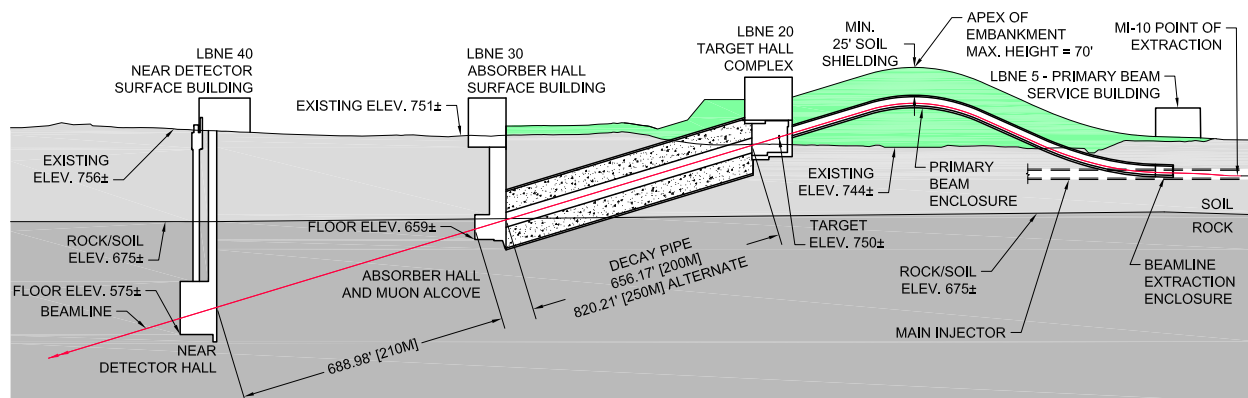 LBNE 40
NEAR DETECTOR
SURFACE BUILDING
LBNE 30
ABSORBER HALL
SURFACE BUILDING
LBNE 20
TARGET HALL
COMPLEX
MIN.
25' SOIL
SHIELDING
APEX OF
EMBANKMENT
MAX. HEIGHT = 70'
MI-10 POINT OF
EXTRACTION
LBNE 5 - PRIMARY BEAM
SERVICE BUILDING
EXISTING ELEV. 751±
EXISTING
ELEV. 756±
EXISTING
ELEV. 744±
PRIMARY
BEAM
ENCLOSURE
SOIL
ROCK
FLOOR ELEV. 659±
TARGET
ELEV. 750±
ROCK/SOIL
ELEV. 675±
DECAY PIPE
656.17' [200M]
820.21' [250M] ALTERNATE
ROCK/SOIL
ELEV. 675±
BEAMLINE
EXTRACTION
ENCLOSURE
ABSORBER HALL
AND MUON ALCOVE
FLOOR ELEV. 575±
BEAMLINE
MAIN INJECTOR
NEAR
DETECTOR HALL
688.98' [210M]